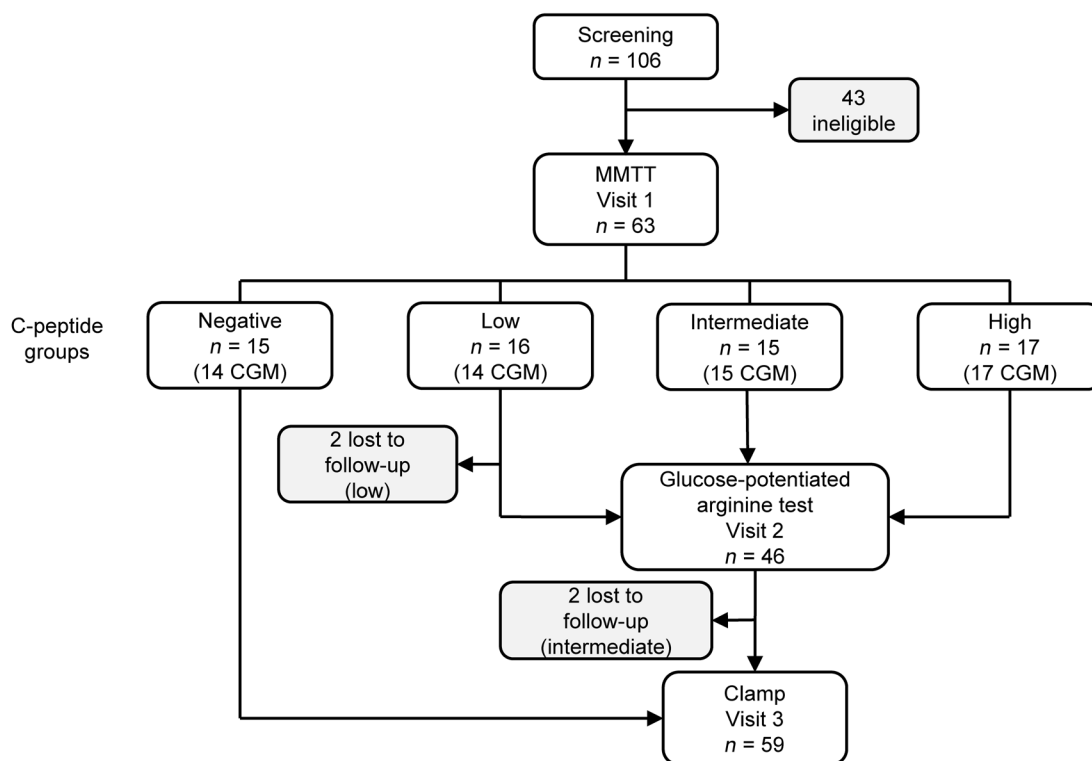 Screening
n = 106
43
ineligible
MMTT
Visit 1
n = 63
C-peptide
groups
Negative
n = 15
(14 CGM)
Low
n = 16
(14 CGM)
Intermediate
n = 15
(15 CGM)
High
n = 17
(17 CGM)
2 lost to
follow-up
(low)
Glucose-potentiated
arginine test
Visit 2
n = 46
2 lost to
follow-up
(intermediate)
Clamp
Visit 3
n = 59